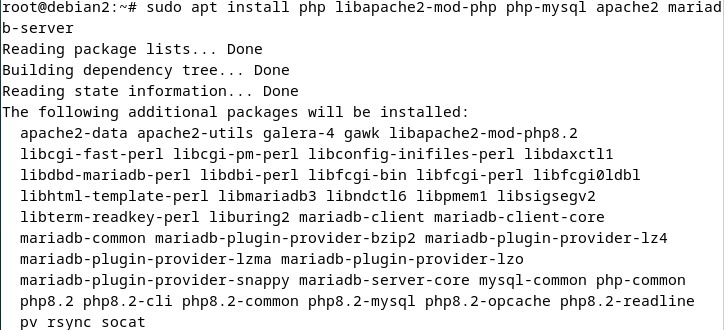 root@debian2:~# sudo apt install php libapache2-mod-php php-mysql apache2 mariad
b-server
Reading package lists... Done
Building dependency tree... Done
Reading state information... Done
The following additional packages will be installed:
  apache2-data apache2-utils galera-4 gawk libapache2-mod-php8.2
  libcgi-fast-perl libcgi-pm-perl libconfig-inifiles-perl libdaxctl1
  libdbd-mariadb-perl libdbi-perl libfcgi-bin libfcgi-perl libfcgi0ldbl
  libhtml-template-perl libmariadb3 libndctl6 libpmem1 libsigsegv2
  libterm-readkey-perl liburing2 mariadb-client mariadb-client-core
  mariadb-common mariadb-plugin-provider-bzip2 mariadb-plugin-provider-lz4
  mariadb-plugin-provider-lzma mariadb-plugin-provider-lzo
  mariadb-plugin-provider-snappy mariadb-server-core mysql-common php-common
  php8.2 php8.2-cli php8.2-common php8.2-mysql php8.2-opcache php8.2-readline
  pv rsync socat